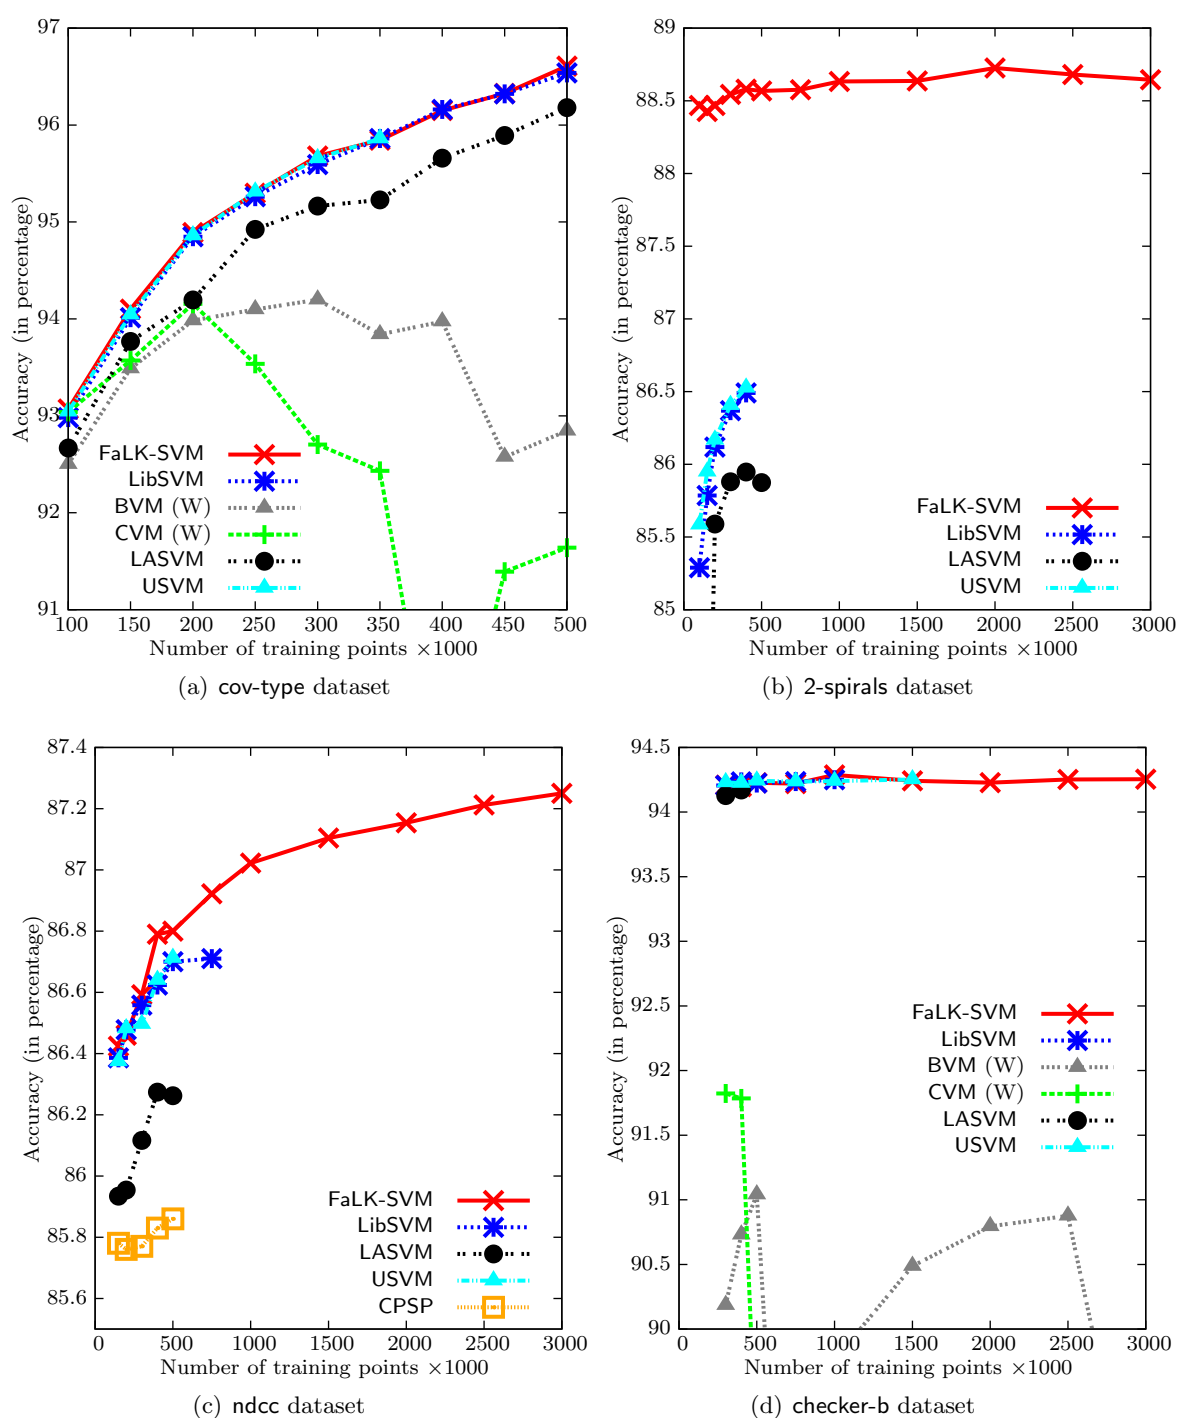 97
96
95
94
93
92
91
100 150 200 250 300 350 400 450 500
Accuracy (in percentage)
Number of training points ×1000
FaLK-SVM
LibSVM
BVM (W)
CVM (W)
LASVM
USVM
(a) cov-type dataset
89
88.5
88
87.5
87
86.5
86
85.5
85
0 500 1000 1500 2000 2500 3000
Accuracy (in percentage)
Number of training points ×1000
FaLK-SVM
LibSVM
LASVM
USVM
(b) 2-spirals dataset
87.4
87.2
87
86.8
86.6
86.4
86.2
86
85.8
85.6
0 500 1000 1500 2000 2500 3000
Accuracy (in percentage)
Number of training points ×1000
FaLK-SVM
LibSVM
LASVM
USVM
CPSP
(c) ndcc dataset
94.5
94
93.5
93
92.5
92
91.5
91
90.5
90
0 500 1000 1500 2000 2500 3000
Accuracy (in percentage)
Number of training points ×1000
FaLK-SVM
LibSVM
BVM (W)
CVM (W)
LASVM
USVM
(d) checker-b dataset